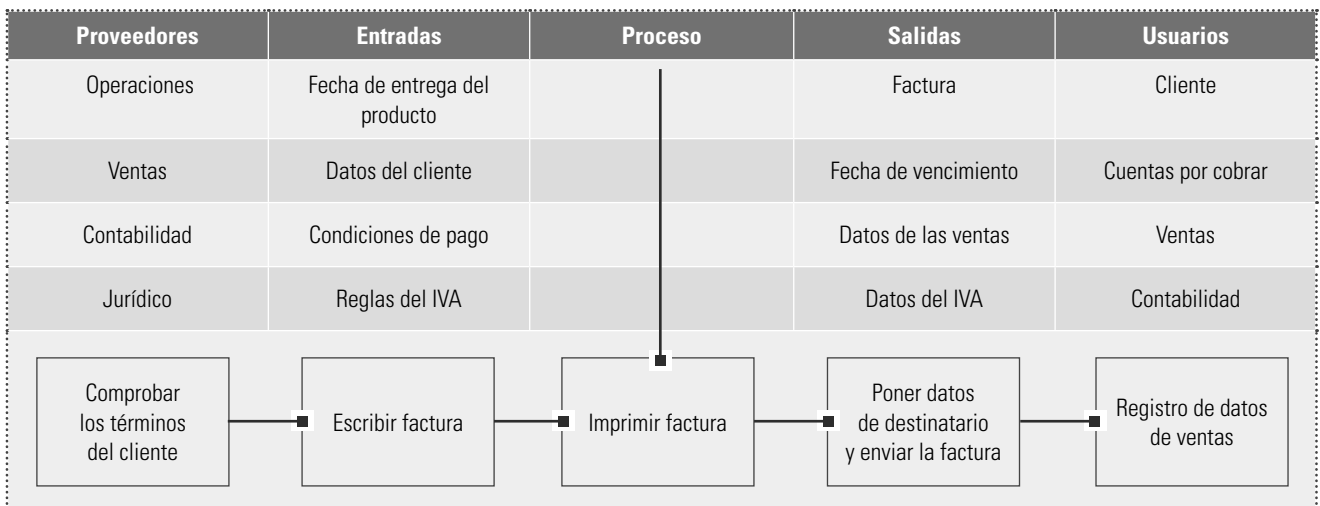 Proveedores
Entradas
Proceso
Salidas
Usuarios
Operaciones
Fecha de entrega del
producto
Factura
Cliente
Ventas
Datos del cliente
Fecha de vencimiento
Cuentas por cobrar
Contabilidad
Condiciones de pago
Datos de las ventas
Ventas
Jurídico
Reglas del IVA
Datos del IVA
Contabilidad
Comprobar
los términos
del cliente
Escribir factura
Imprimir factura
Poner datos
de destinatario
y enviar la factura
Registro de datos
de ventas